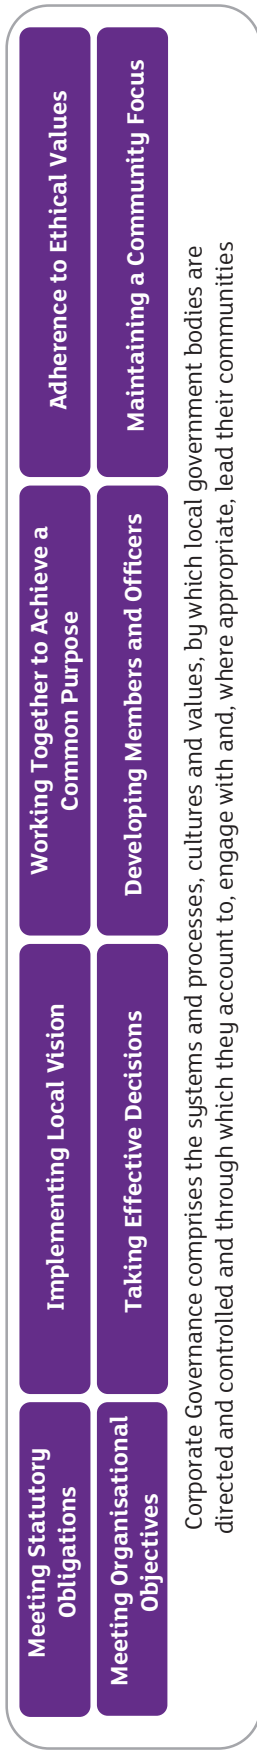 Meeting Statutory
Obligations
Implementing Local Vision
Working Together to Achieve a
Common Purpose
Adherence to Ethical Values
Meeting Organisational
Objectives
Taking Effective Decisions
Developing Members and Officers
Maintaining a Community Focus
Corporate Governance comprises the systems and processes, cultures and values, by which local government bodies are
directed and controlled and through which they account to, engage with and, where appropriate, lead their communities